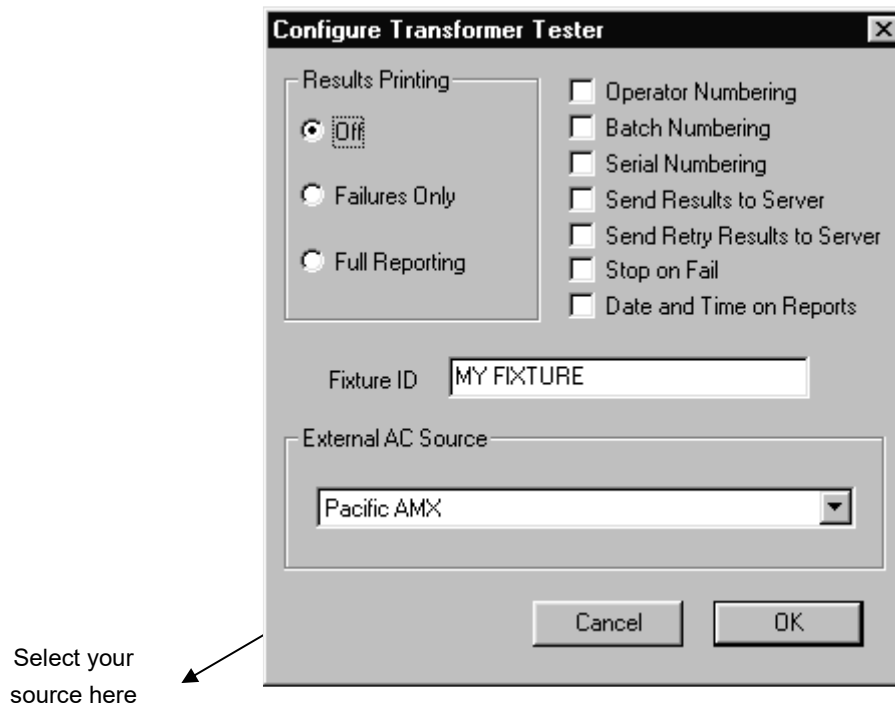 Configure Transformer Tester
Results Printing
Off
Failures Only
Full Reporting
Operator Numbering
Batch Numbering
Serial Numbering
Send Results to Server
Send Retry Results to Server
Stop on Fail
Date and Time on Reports
Fixture ID
MY FIXTURE
External AC Source
Pacific AMX
Cancel
OK
Select your
source here